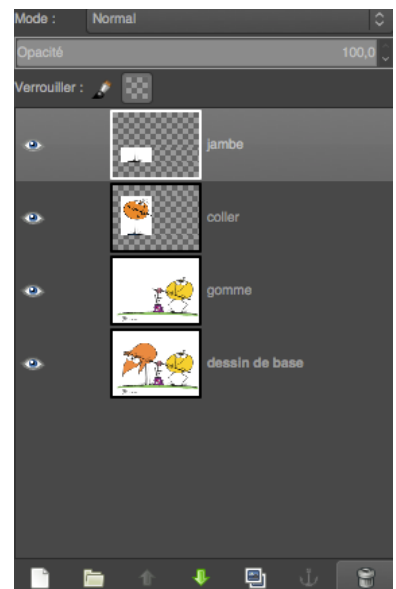 Mode : Normal
Opacité 100,0
Verrouiller :
jambe
coller
gomme
dessin de base